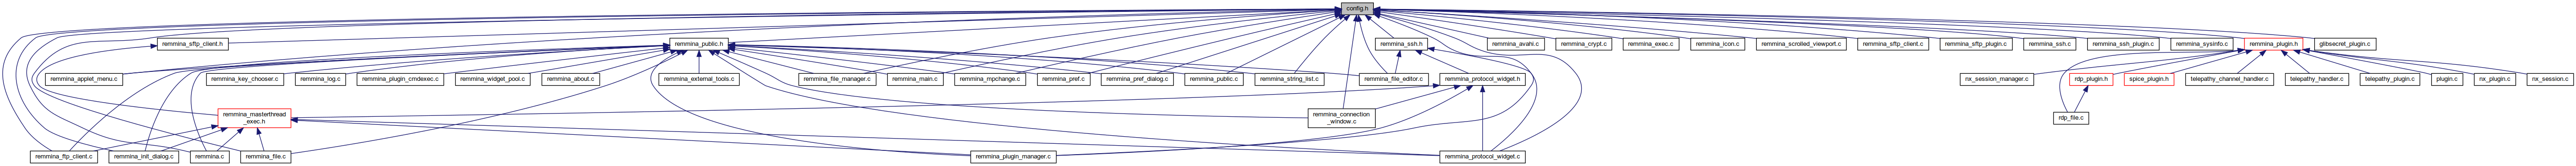 config.h
remmina_sftp_client.h
remmina_public.h
remmina_ssh.h
remmina_avahi.c
remmina_crypt.c
remmina_exec.c
remmina_icon.c
remmina_scrolled_viewport.c
remmina_sftp_client.c
remmina_sftp_plugin.c
remmina_ssh.c
remmina_ssh_plugin.c
remmina_sysinfo.c
remmina_plugin.h
glibsecret_plugin.c
remmina_applet_menu.c
remmina_key_chooser.c
remmina_log.c
remmina_plugin_cmdexec.c
remmina_widget_pool.c
remmina_about.c
remmina_external_tools.c
remmina_file_manager.c
remmina_main.c
remmina_mpchange.c
remmina_pref.c
remmina_pref_dialog.c
remmina_public.c
remmina_string_list.c
remmina_file_editor.c
remmina_protocol_widget.h
nx_session_manager.c
rdp_plugin.h
spice_plugin.h
telepathy_channel_handler.c
telepathy_handler.c
telepathy_plugin.c
plugin.c
nx_plugin.c
nx_session.c
remmina_masterthread
_exec.h
remmina_connection
_window.c
rdp_file.c
remmina_ftp_client.c
remmina_init_dialog.c
remmina.c
remmina_file.c
remmina_plugin_manager.c
remmina_protocol_widget.c